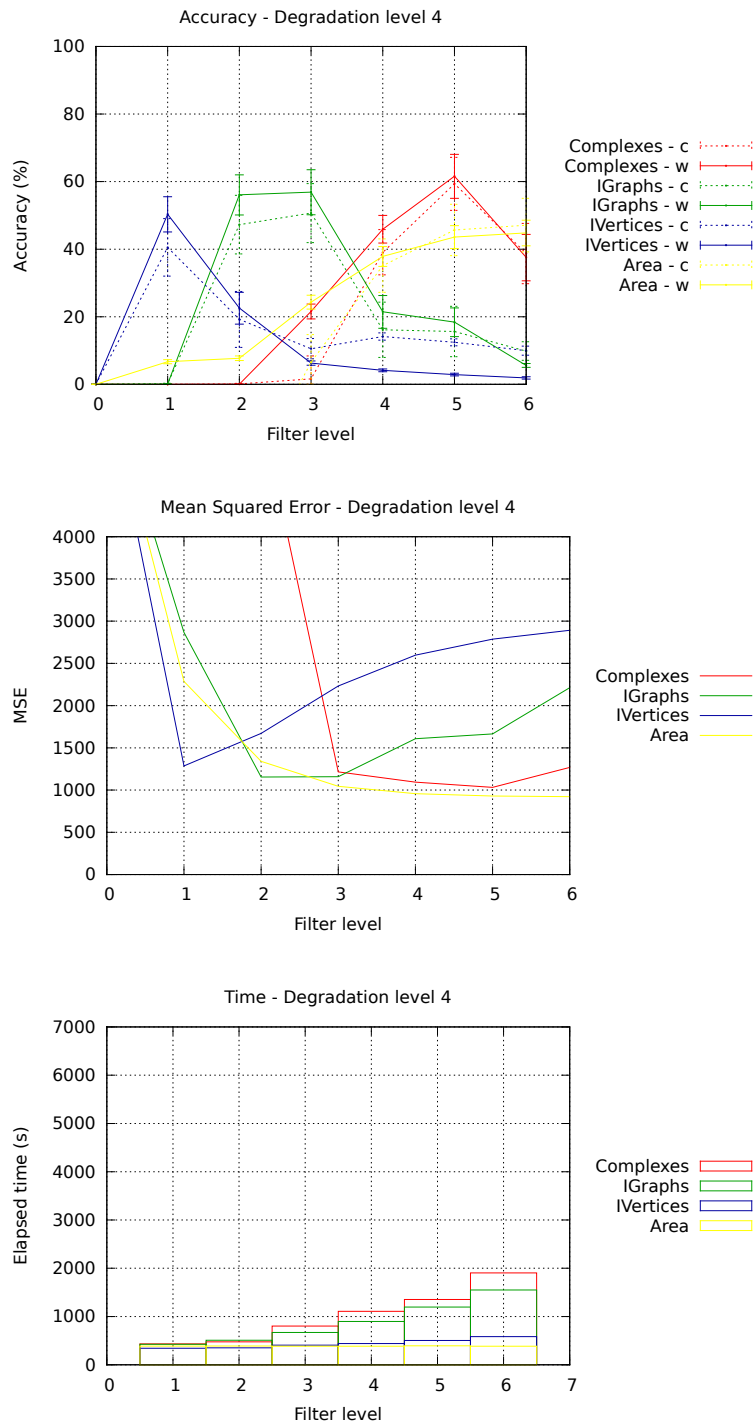 Accuracy - Degradation level 4
100
80
60
40
20
0
Accuracy (%)
0 1 2 3 4 5 6
Filter level
Complexes - c
Complexes - w
IGraphs - c
IGraphs - w
IVertices - c
IVertices - w
Area - c
Area - w
Mean Squared Error - Degradation level 4
4000
3500
3000
2500
2000
1500
1000
500
0
MSE
0 1 2 3 4 5 6
Filter level
Complexes
IGraphs
IVertices
Area
Time - Degradation level 4
7000
6000
5000
4000
3000
2000
1000
0
Elapsed time (s)
0 1 2 3 4 5 6 7
Filter level
Complexes
IGraphs
IVertices
Area